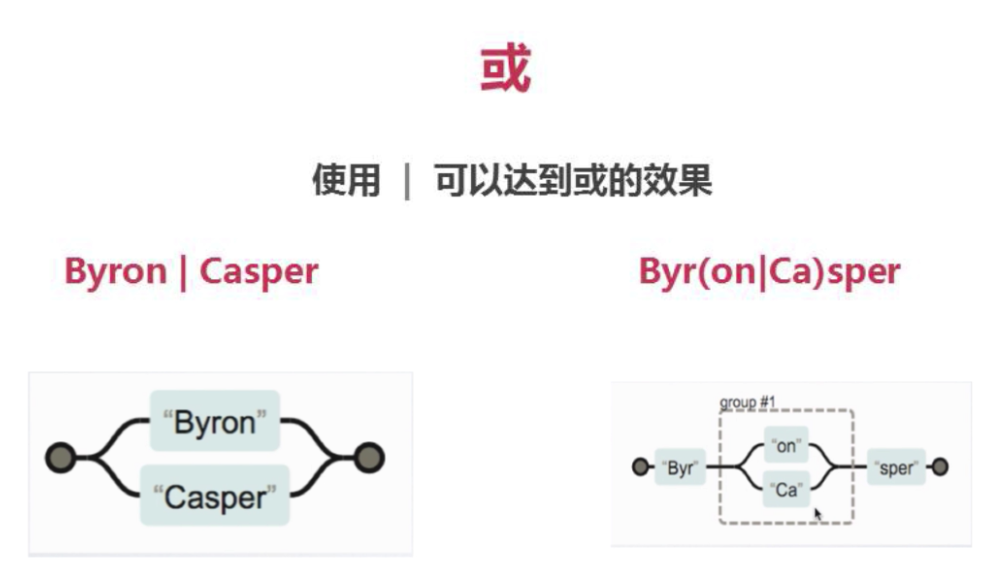 或
使用 | 可以达到或的效果
Byron | Casper
Byr(on|Ca)sper
“Byron”
“Casper”
group #1
“Byr”
“on”
“Ca”
“sper”